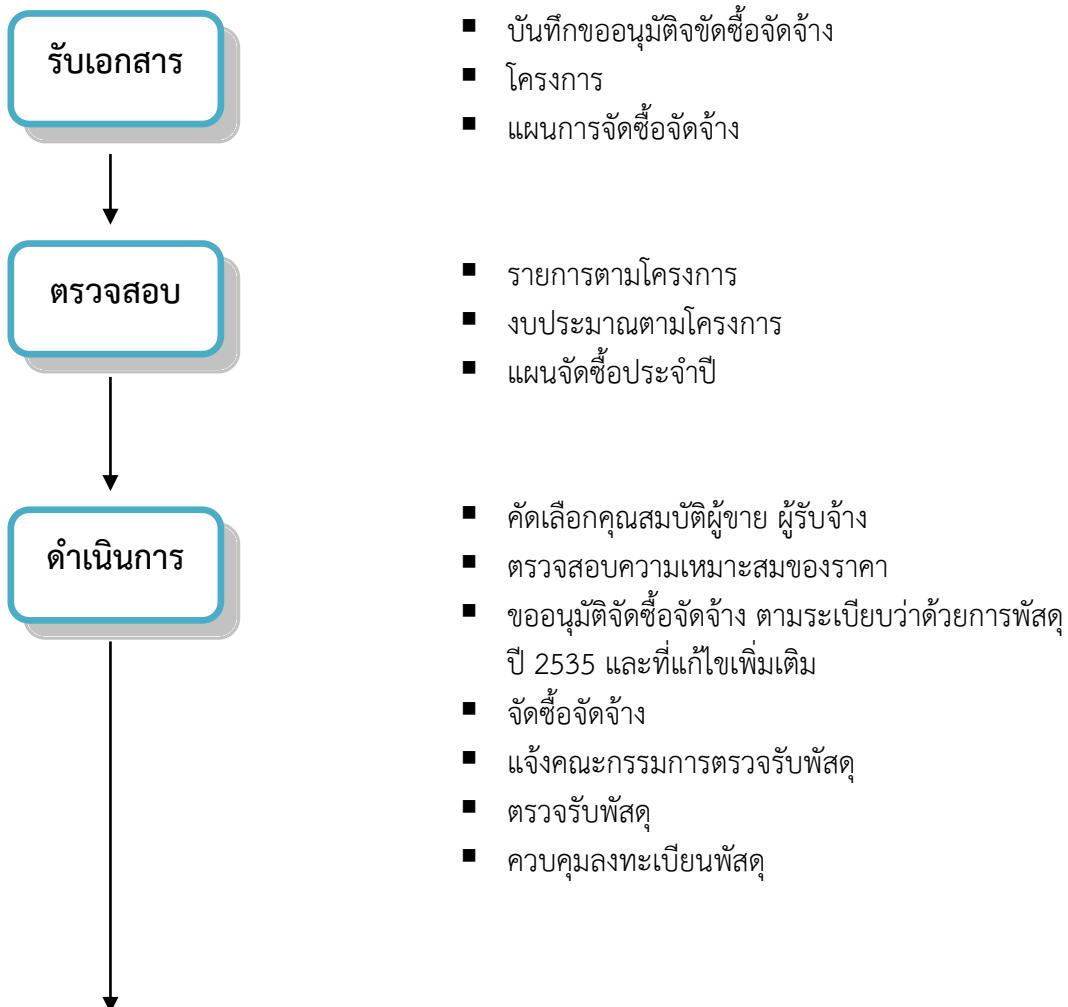 รับเอกสาร
▪ บันทึกขออนุมัติจขัดซื้อจัดจ้าง
▪ โครงการ
▪ แผนการจัดซื้อจัดจ้าง
ตรวจสอบ
▪ รายการตามโครงการ
▪ งบประมาณตามโครงการ
▪ แผนจัดซื้อประจำปี
ดำเนินการ
▪ คัดเลือกคุณสมบัติผู้ขาย ผู้รับจ้าง
▪ ตรวจสอบความเหมาะสมของราคา
▪ ขออนุมัติจัดซื้อจัดจ้าง ตามระเบียบว่าด้วยการพัสดุ
ปี 2535 และที่แก้ไขเพิ่มเติม
▪ จัดซื้อจัดจ้าง
▪ แจ้งคณะกรรมการตรวจรับพัสดุ
▪ ตรวจรับพัสดุ
▪ ควบคุมลงทะเบียนพัสดุ